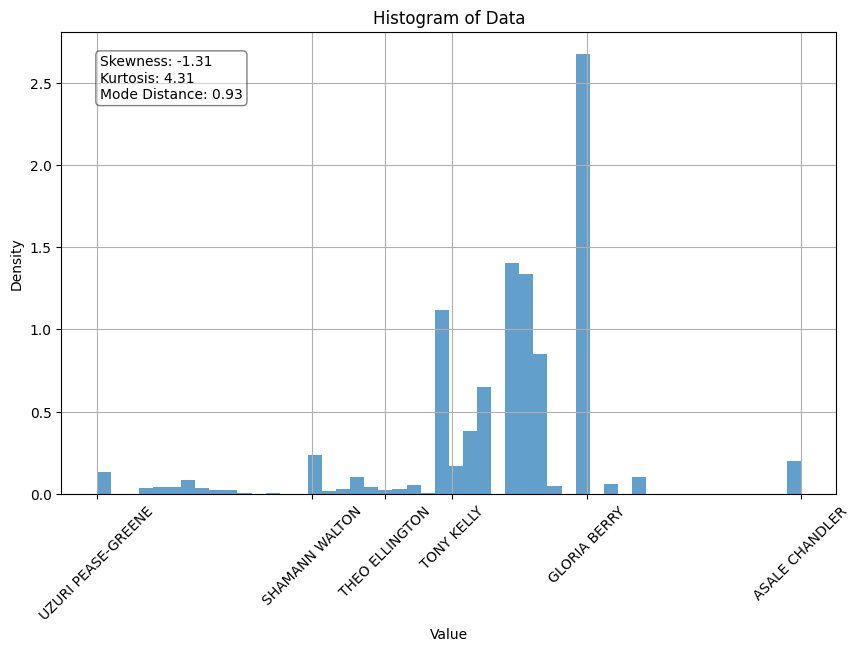 Histogram of Data
Skewness: -1.31
Kurtosis: 4.31
Mode Distance: 0.93
Density
2.5
2.0
1.5
1.0
0.5
0.0
UZURI PEASE-GREENE
SHAMANN WALTON
THEO ELLINGTON
TONY KELLY
GLORIA BERRY
ASALE CHANDLER
Value